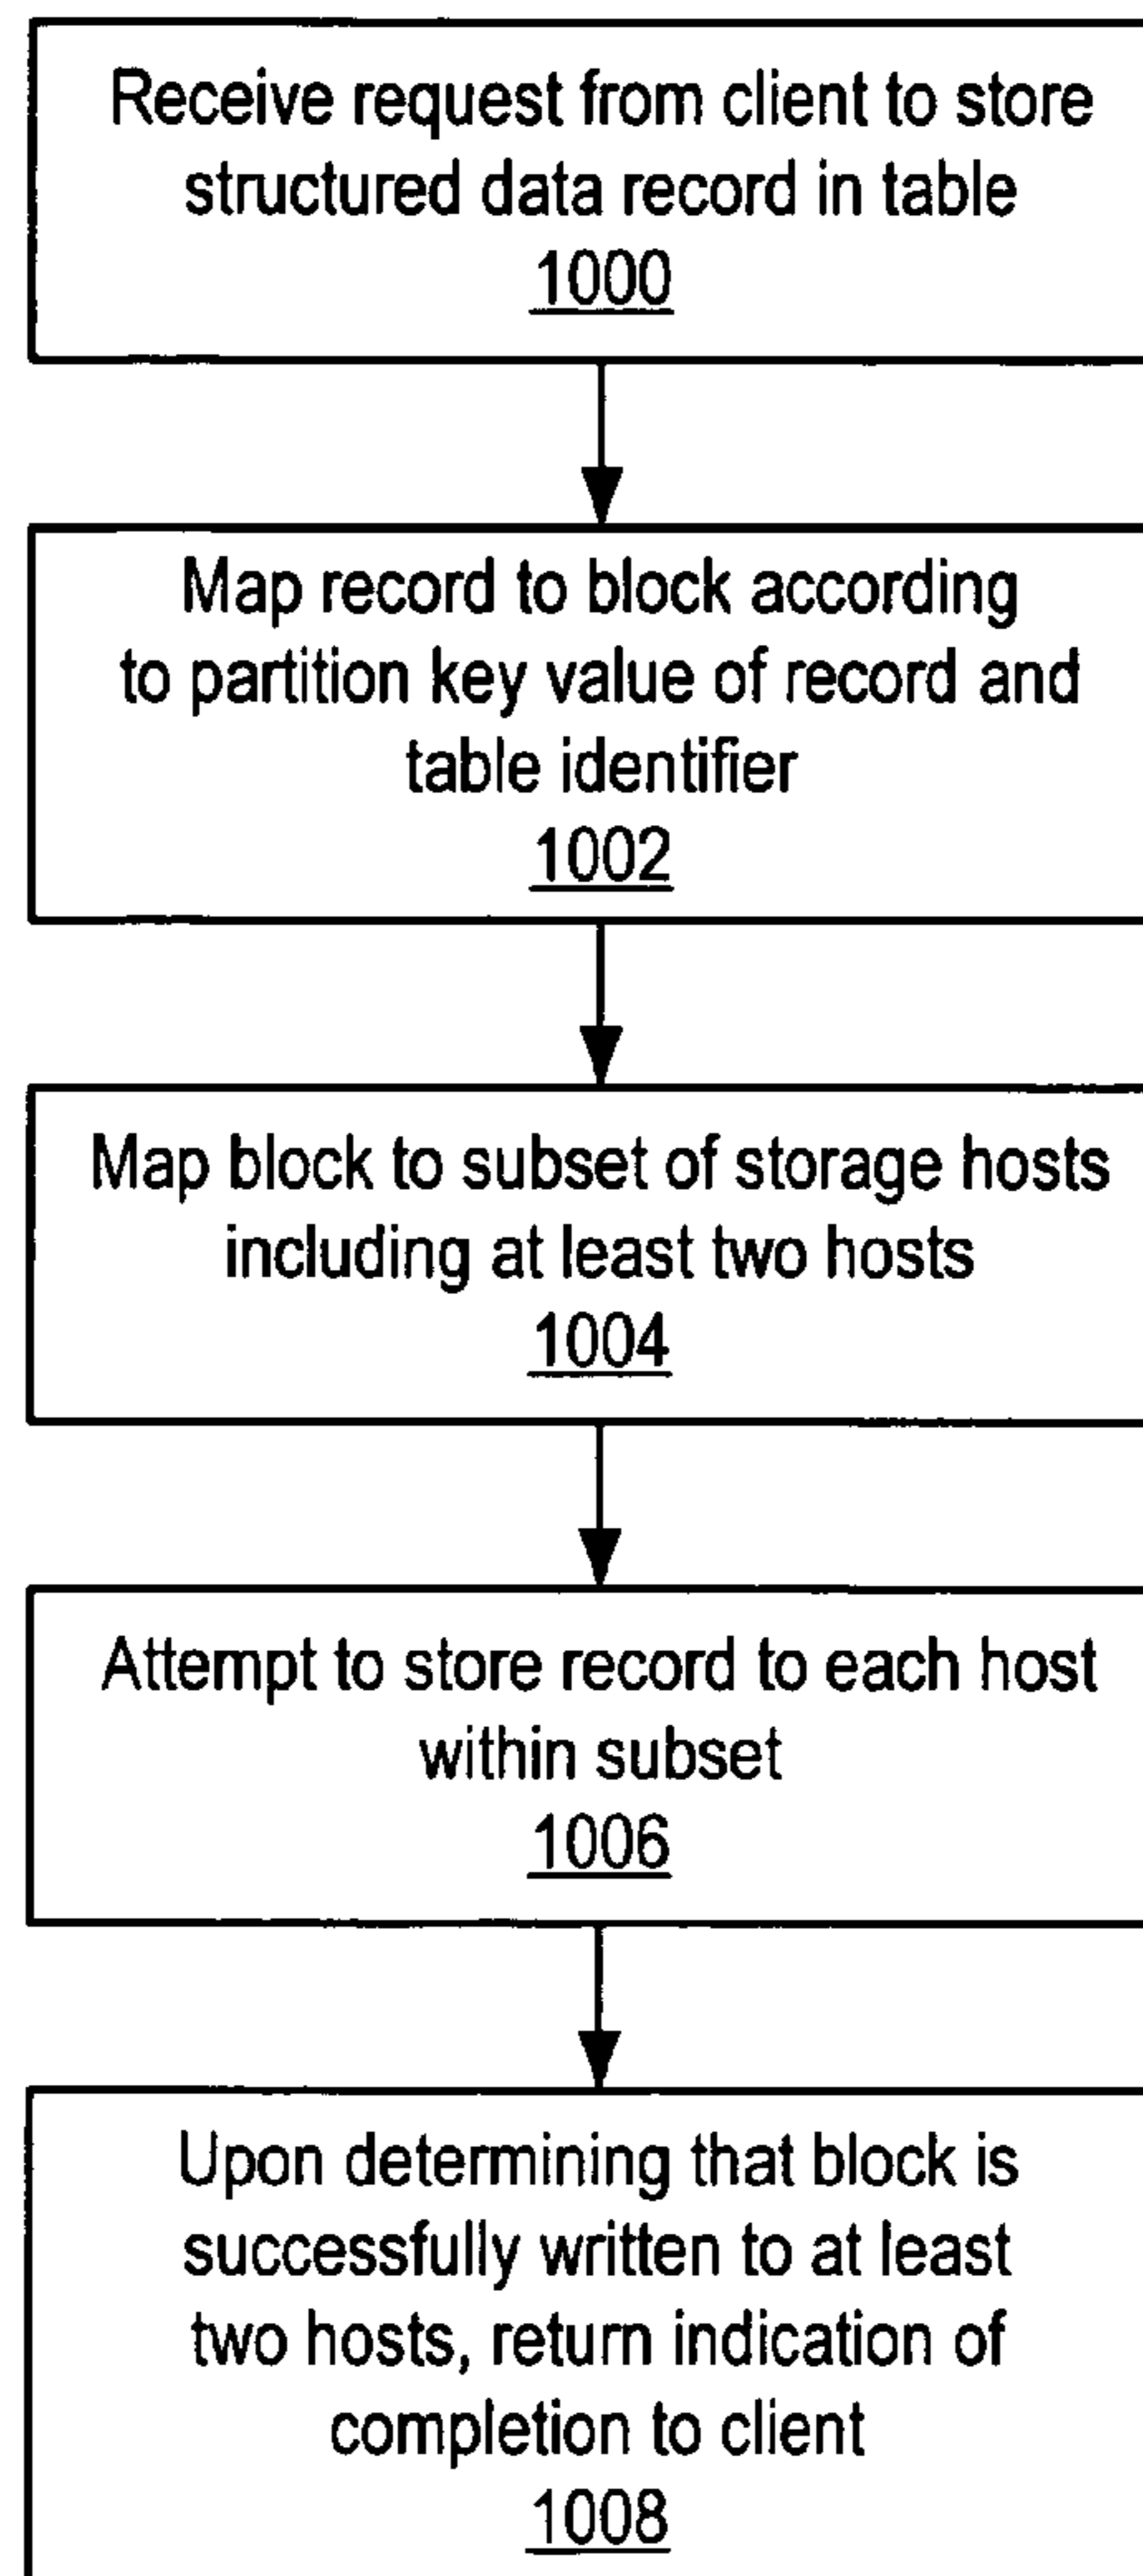 Receive request from client to store
structured data record in table
1000
Map record to block according
to partition key value of record and
table identifier
1002
Map block to subset of storage hosts
including at least two hosts
1004
Attempt to store record to each host
within subset
1006
Upon determining that block is
successfully written to at least
two hosts, return indication of
completion to client
1008